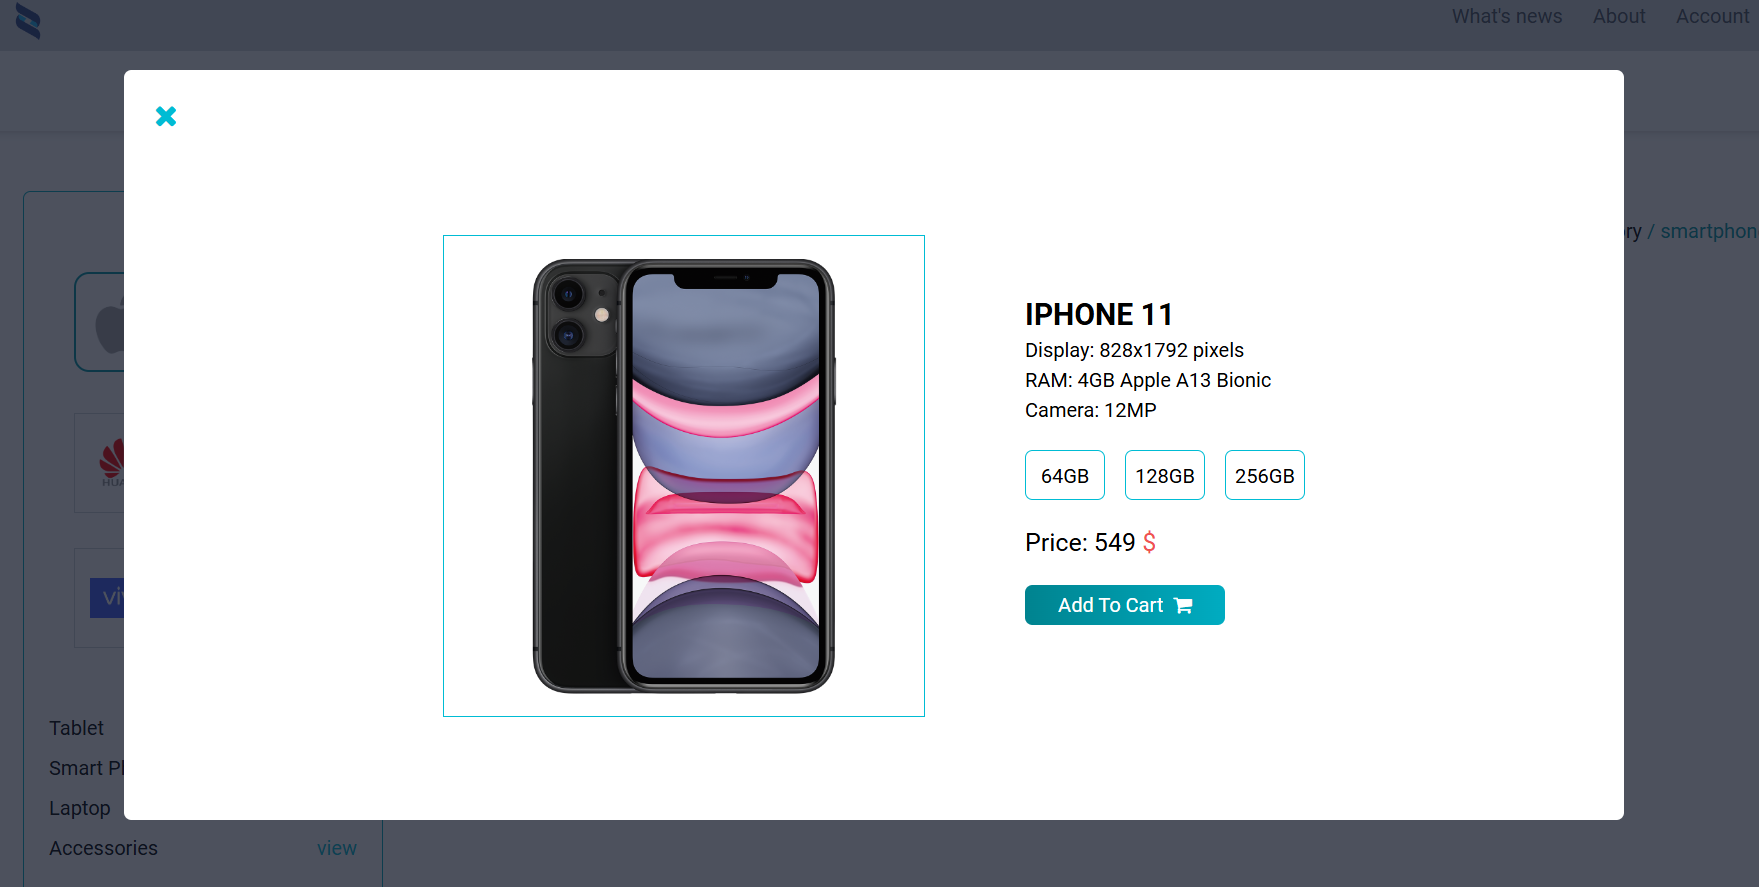 What's news About Account
ry / smartphon
IPHONE 11
Display: 828x1792 pixels
RAM: 4GB Apple A13 Bionic
Camera: 12MP
64GB 128GB 256GB
Price: 549 $
Add To Cart
HUA
vi
Tablet
Smart Pl
Laptop
Accessories view